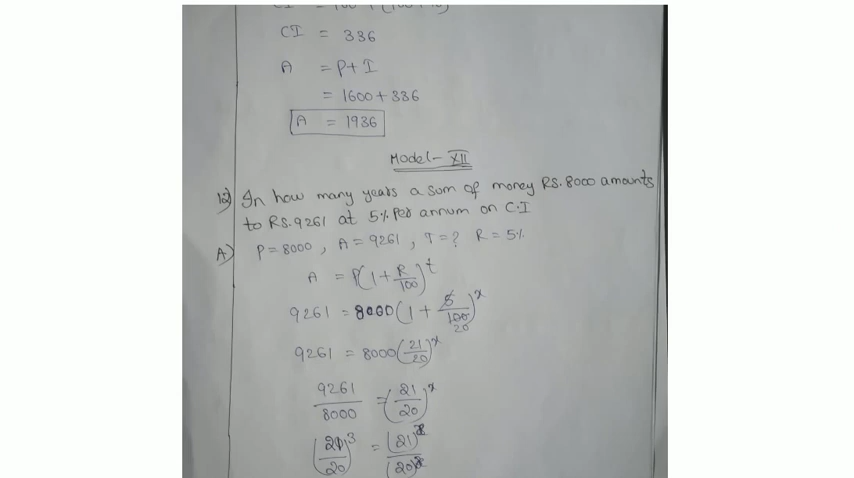 CI = 336
A = P+I
= 1600+336
A = 1936
Model- XII
12) In how many years a sum of money RS.8000 amounts
to RS.9261 at 5% Per annum on C.I
A) P=8000, A=9261, T=? R=5%
A = P(1+R/100)^t
9261 = 8000(1+5/100 20)^x
9261 = 8000(21/20)^x
9261/8000 = (21/20)^x
(21/20)^3 = (21)^x/(20)^x